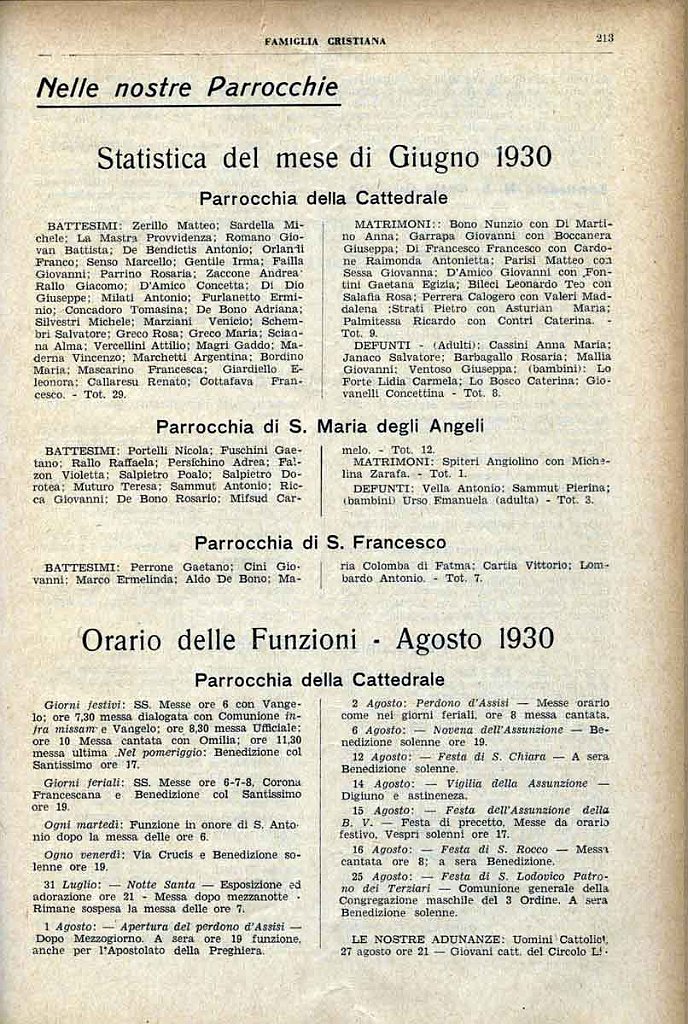 FAMIGLIA CRISTIANA
213
Nelle nostre Parrocchie
Statistica del mese di Giugno 1930
Parrocchia della Cattedrale
BATTESIMI: Zerillo Matteo; Sardella Mi-
chele; La Mastra Provvidenza; Romano Gio-
van Battista; De Bendictis Antonio; Orlandi
Franco; Senso Marcello; Gentile Irma; Failla
Giovanni; Parrino Rosaria; Zaccone Andrea
Rallo Giacomo; D'Amico Concetta; Di Dio
Giuseppe; Milati Antonio; Furlanetto Ermi-
nio; Concadoro Tomasina; De Bono Adriana;
Silvestri Michele; Marziani Venicio; Schem-
bri Salvatore; Greco Rosa; Greco Maria; Scian-
na Alma; Vercellini Attilio; Magri Gaddo; Ma-
derna Vincenzo; Marchetti Argentina; Bordino
Maria; Mascarino Francesca; Giardiello E-
leonora; Callaresu Renato; Cottafava Fran-
cesco. - Tot. 29.
MATRIMONI:: Bono Nunzio con Di Marti-
no Anna; Garrapa Giovanni con Boccanera
Giuseppa; Di Francesco Francesco con Cardo-
ne Raimonda Antonietta; Parisi Matteo con
Sessa Giovanna; D'Amico Giovanni con Fon-
tini Gaetana Egizia; Bileci Leonardo Teo con
Salafia Rosa; Perrera Calogero con Valeri Mad-
dalena ;Strati Pietro con Asturian Maria;
Palmitessa Ricardo con Contri Caterina. -
Tot. 9.
DEFUNTI - (Adulti): Cassini Anna Maria;
Janaco Salvatore; Barbagallo Rosaria; Mallia
Giovanni; Ventoso Giuseppa; (bambini): Lo
Forte Lidia Carmela; Lo Bosco Caterina; Gio-
vanelli Concettina - Tot. 8.
Parrocchia di S. Maria degli Angeli
BATTESIMI: Portelli Nicola; Fuschini Gae-
tano; Rallo Raffaela; Persichino Adrea; Fal-
zon Violetta; Salpietro Poalo; Salpietro Do-
rotea; Muturo Teresa; Sammut Antonio; Ric-
ca Giovanni; De Bono Rosario; Mifsud Car-
melo. - Tot. 12.
MATRIMONI: Spiteri Angiolino con Miche-
lina Zarafa. - Tot. 1.
DEFUNTI: Vella Antonio; Sammut Pierina;
(bambini) Urso Emanuela (adulta) - Tot. 3.
Parrocchia di S. Francesco
BATTESIMI: Perrone Gaetano; Cini Gio-
vanni; Marco Ermelinda; Aldo De Bono; Ma-
ria Colomba di Fatma; Cartia Vittorio; Lom-
bardo Antonio. - Tot. 7.
Orario delle Funzioni - Agosto 1930
Parrocchia della Cattedrale
Giorni festivi: SS. Messe ore 6 con Vange-
lo; ore 7,30 messa dialogata con Comunione in-
fra missam e Vangelo; ore 8,30 messa Ufficiale;
ore 10 Messa cantata con Omilia; ore 11,30
messa ultima .Nel pomeriggio: Benedizione col
Santissimo ore 17.
Giorni feriali: SS. Messe ore 6-7-8, Corona
Francescana e Benedizione col Santissimo
ore 19.
Ogni martedì: Funzione in onore di S. Anto-
nio dopo la messa delle ore 6.
Ogno venerdì: Via Crucis e Benedizione so-
lenne ore 19.
31 Luglio: — Notte Santa — Esposizione ed
adorazione ore 21 - Messa dopo mezzanotte -
Rimane sospesa la messa delle ore 7.
1 Agosto: — Apertura del perdono d'Assisi —
Dopo Mezzogiorno. A sera ore 19 funzione,
anche per l'Apostolato della Preghiera.
2 Agosto: Perdono d'Assisi — Messe orario
come nei giorni feriali, ore 8 messa cantata.
6 Agosto: — Novena dell'Assunzione — Be-
nedizione solenne ore 19.
12 Agosto: — Festa di S. Chiara — A sera
Benedizione solenne.
14 Agosto: — Vigilia della Assunzione —
Digiuno e astineneza.
15 Agosto: — Festa dell'Assunzione della
B. V. — Festa di precetto, Messe da orario
festivo, Vespri solenni ore 17.
16 Agosto: — Festa di S. Rocco — Messa
cantata ore 8; a sera Benedizione.
25 Agosto: — Festa di S. Lodovico Patro-
no dei Terziari — Comunione generale della
Congregazione maschile del 3 Ordine. A sera
Benedizione solenne.
LE NOSTRE ADUNANZE: Uomini Cattolici,
27 agosto ore 21 — Giovani catt. del Circolo